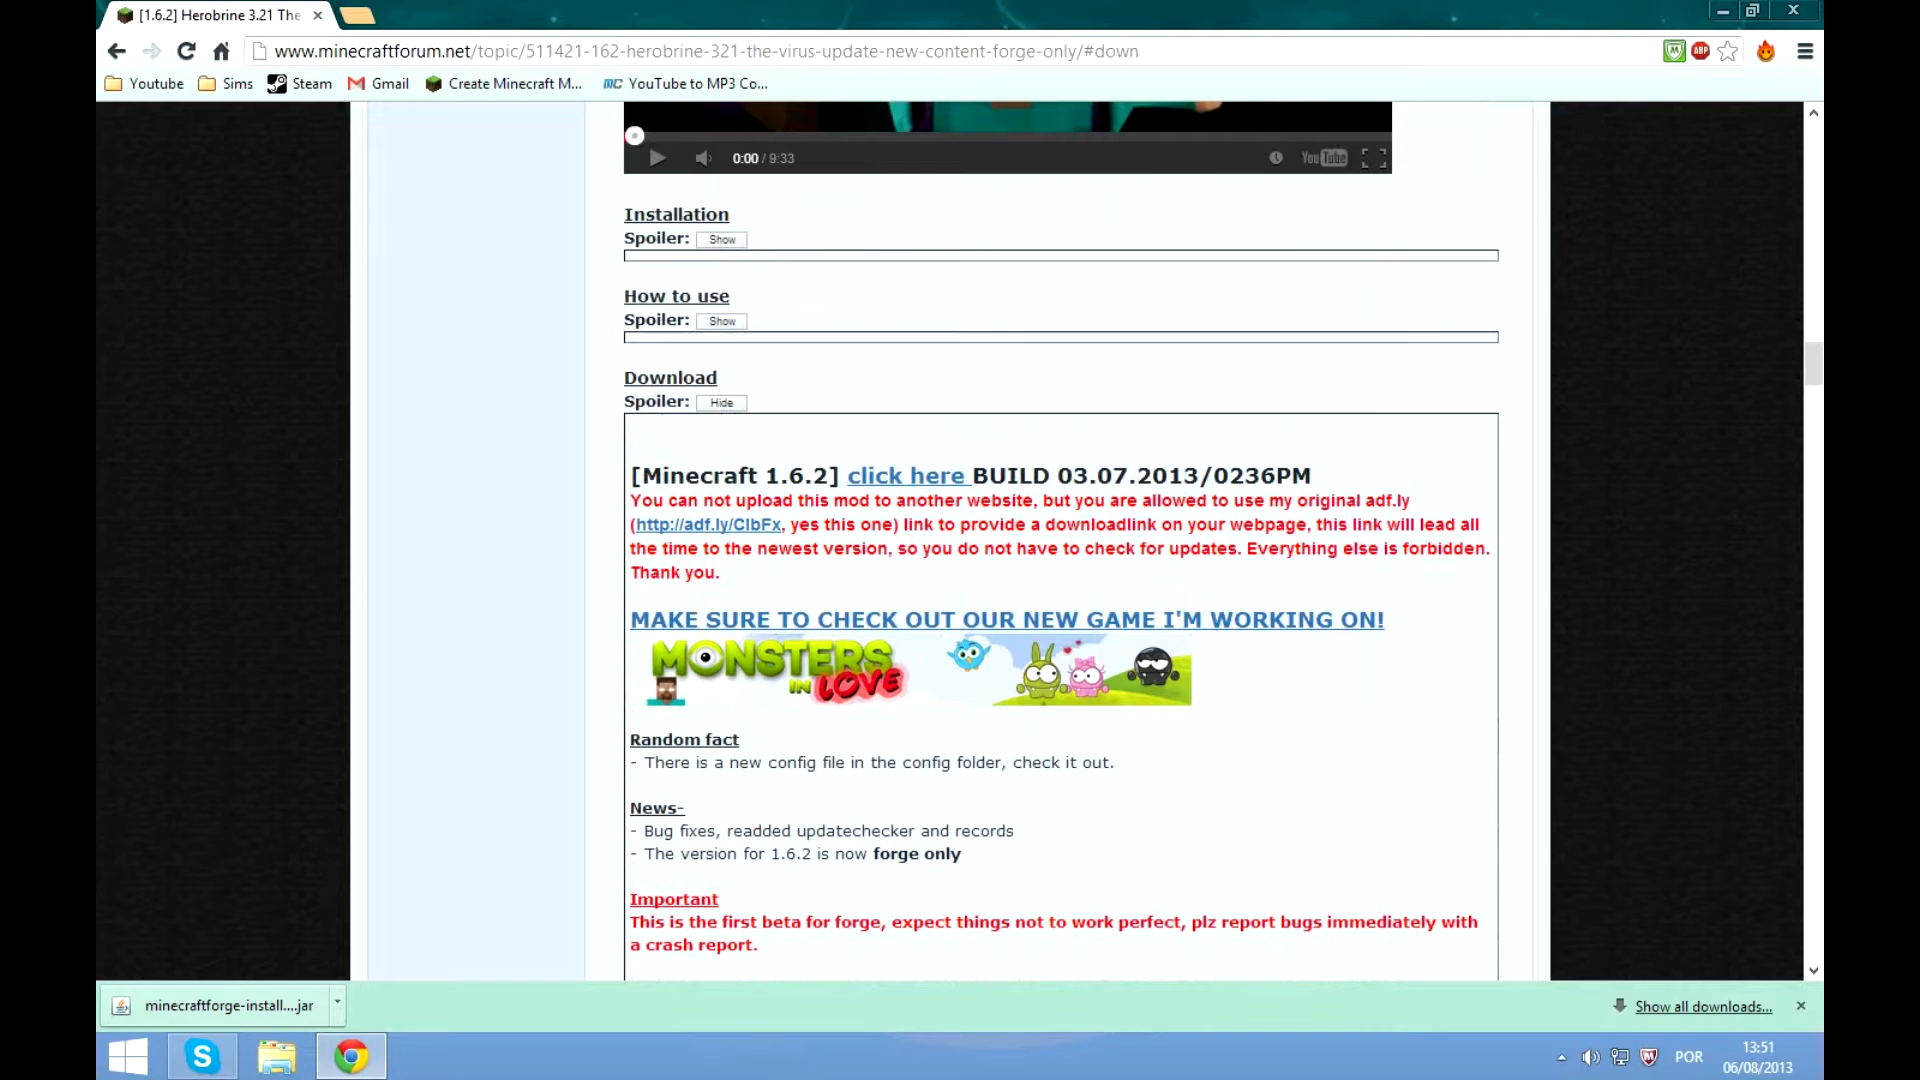 [1.6.2] Herobrine 3.21 The
www.minecraftforum.net/topic/511421-162-herobrine-321-the-virus-update-new-content-forge-only/#down
ABP
Youtube Sims Steam Gmail Create Minecraft M... YouTube to MP3 Co...
0:00 / 9:33 YouTube
Installation
Spoiler: Show
How to use
Spoiler: Show
Download
Spoiler: Hide
[Minecraft 1.6.2] click here BUILD 03.07.2013/0236PM
You can not upload this mod to another website, but you are allowed to use my original adf.ly
(http://adf.ly/ClbFx, yes this one) link to provide a downloadlink on your webpage, this link will lead all
the time to the newest version, so you do not have to check for updates. Everything else is forbidden.
Thank you.
MAKE SURE TO CHECK OUT OUR NEW GAME I'M WORKING ON!
MONSTERS
IN LOVE
Random fact
- There is a new config file in the config folder, check it out.
News-
- Bug fixes, readded updatechecker and records
- The version for 1.6.2 is now forge only
Important
This is the first beta for forge, expect things not to work perfect, plz report bugs immediately with
a crash report.
minecraftforge-install....jar Show all downloads...
POR 13:51
06/08/2013